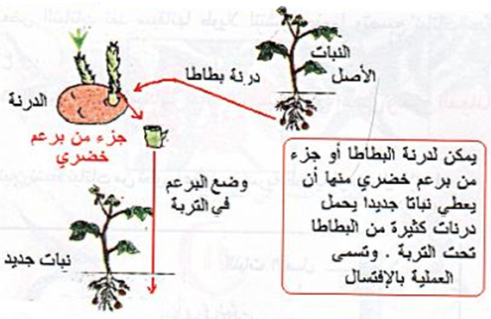 النبات
الأصل
درنة بطاطا
الدرنة
جزء من برعم
خضري
وضع البرعم
في التربة
نبات جديد
يمكن لدرنة البطاطا أو جزء
من برعم خضري منها أن
يعطي نباتا جديدا يحمل
درنات كثيرة من البطاطا
تحت التربة . وتسمى
العملية بالإفتسال